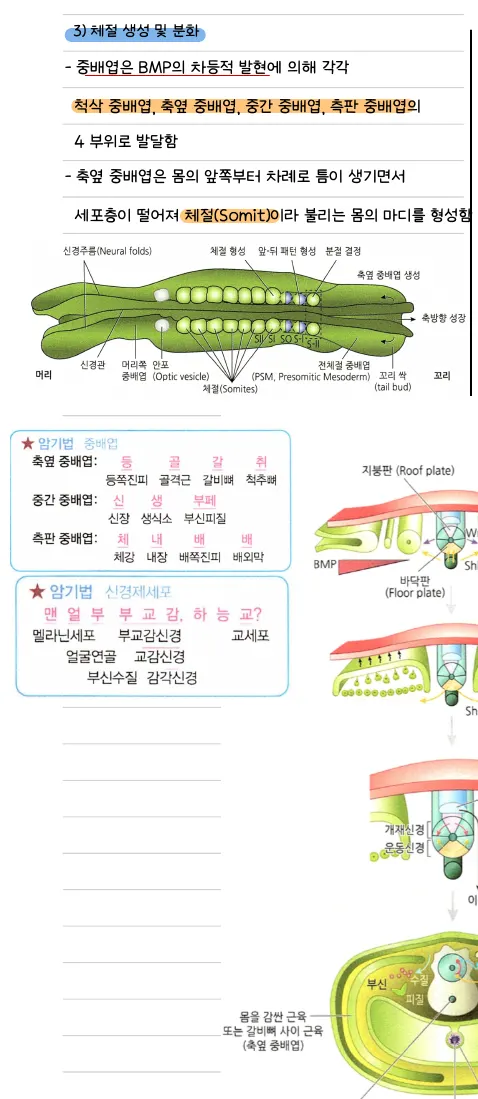 3) 체절 생성 및 분화
- 중배엽은 BMP의 차등적 발현에 의해 각각
척삭 중배엽, 축옆 중배엽, 중간 중배엽, 측판 중배엽의
4 부위로 발달함
- 축옆 중배엽은 몸의 앞쪽부터 차례로 틈이 생기면서
세포층이 떨어져 체절(Somit)이라 불리는 몸의 마디를 형성함
신경주름(Neural folds) 체절 형성 앞-뒤 패턴 형성 분절 결정
축옆 중배엽 생성
축방향 성장
SII SI SO S-I S-II
신경관 머리쪽 중배엽 안포 (Optic vesicle) 전체절 중배엽 (PSM, Presomitic Mesoderm) 꼬리 싹 (tail bud)
머리 체절(Somites) 꼬리
★ 암기법 중배엽
축옆 중배엽: 등 골 갈 취
등쪽진피 골격근 갈비뼈 척추뼈
중간 중배엽: 신 생 부페
신장 생식소 부신피질
측판 중배엽: 체 내 배 배
체강 내장 배쪽진피 배외막
★ 암기법 신경제세포
맨 얼 부 부 교 감, 하 능 교?
멜라닌세포 부교감신경 교세포
얼굴연골 교감신경
부신수질 감각신경
지붕판 (Roof plate)
W
Sh
BMP
바닥판
(Floor plate)
Sh
개재신경
운동신경
이
부신 수질
피질
몸을 감싼 근육
또는 갈비뼈 사이 근육
(축옆 중배엽)